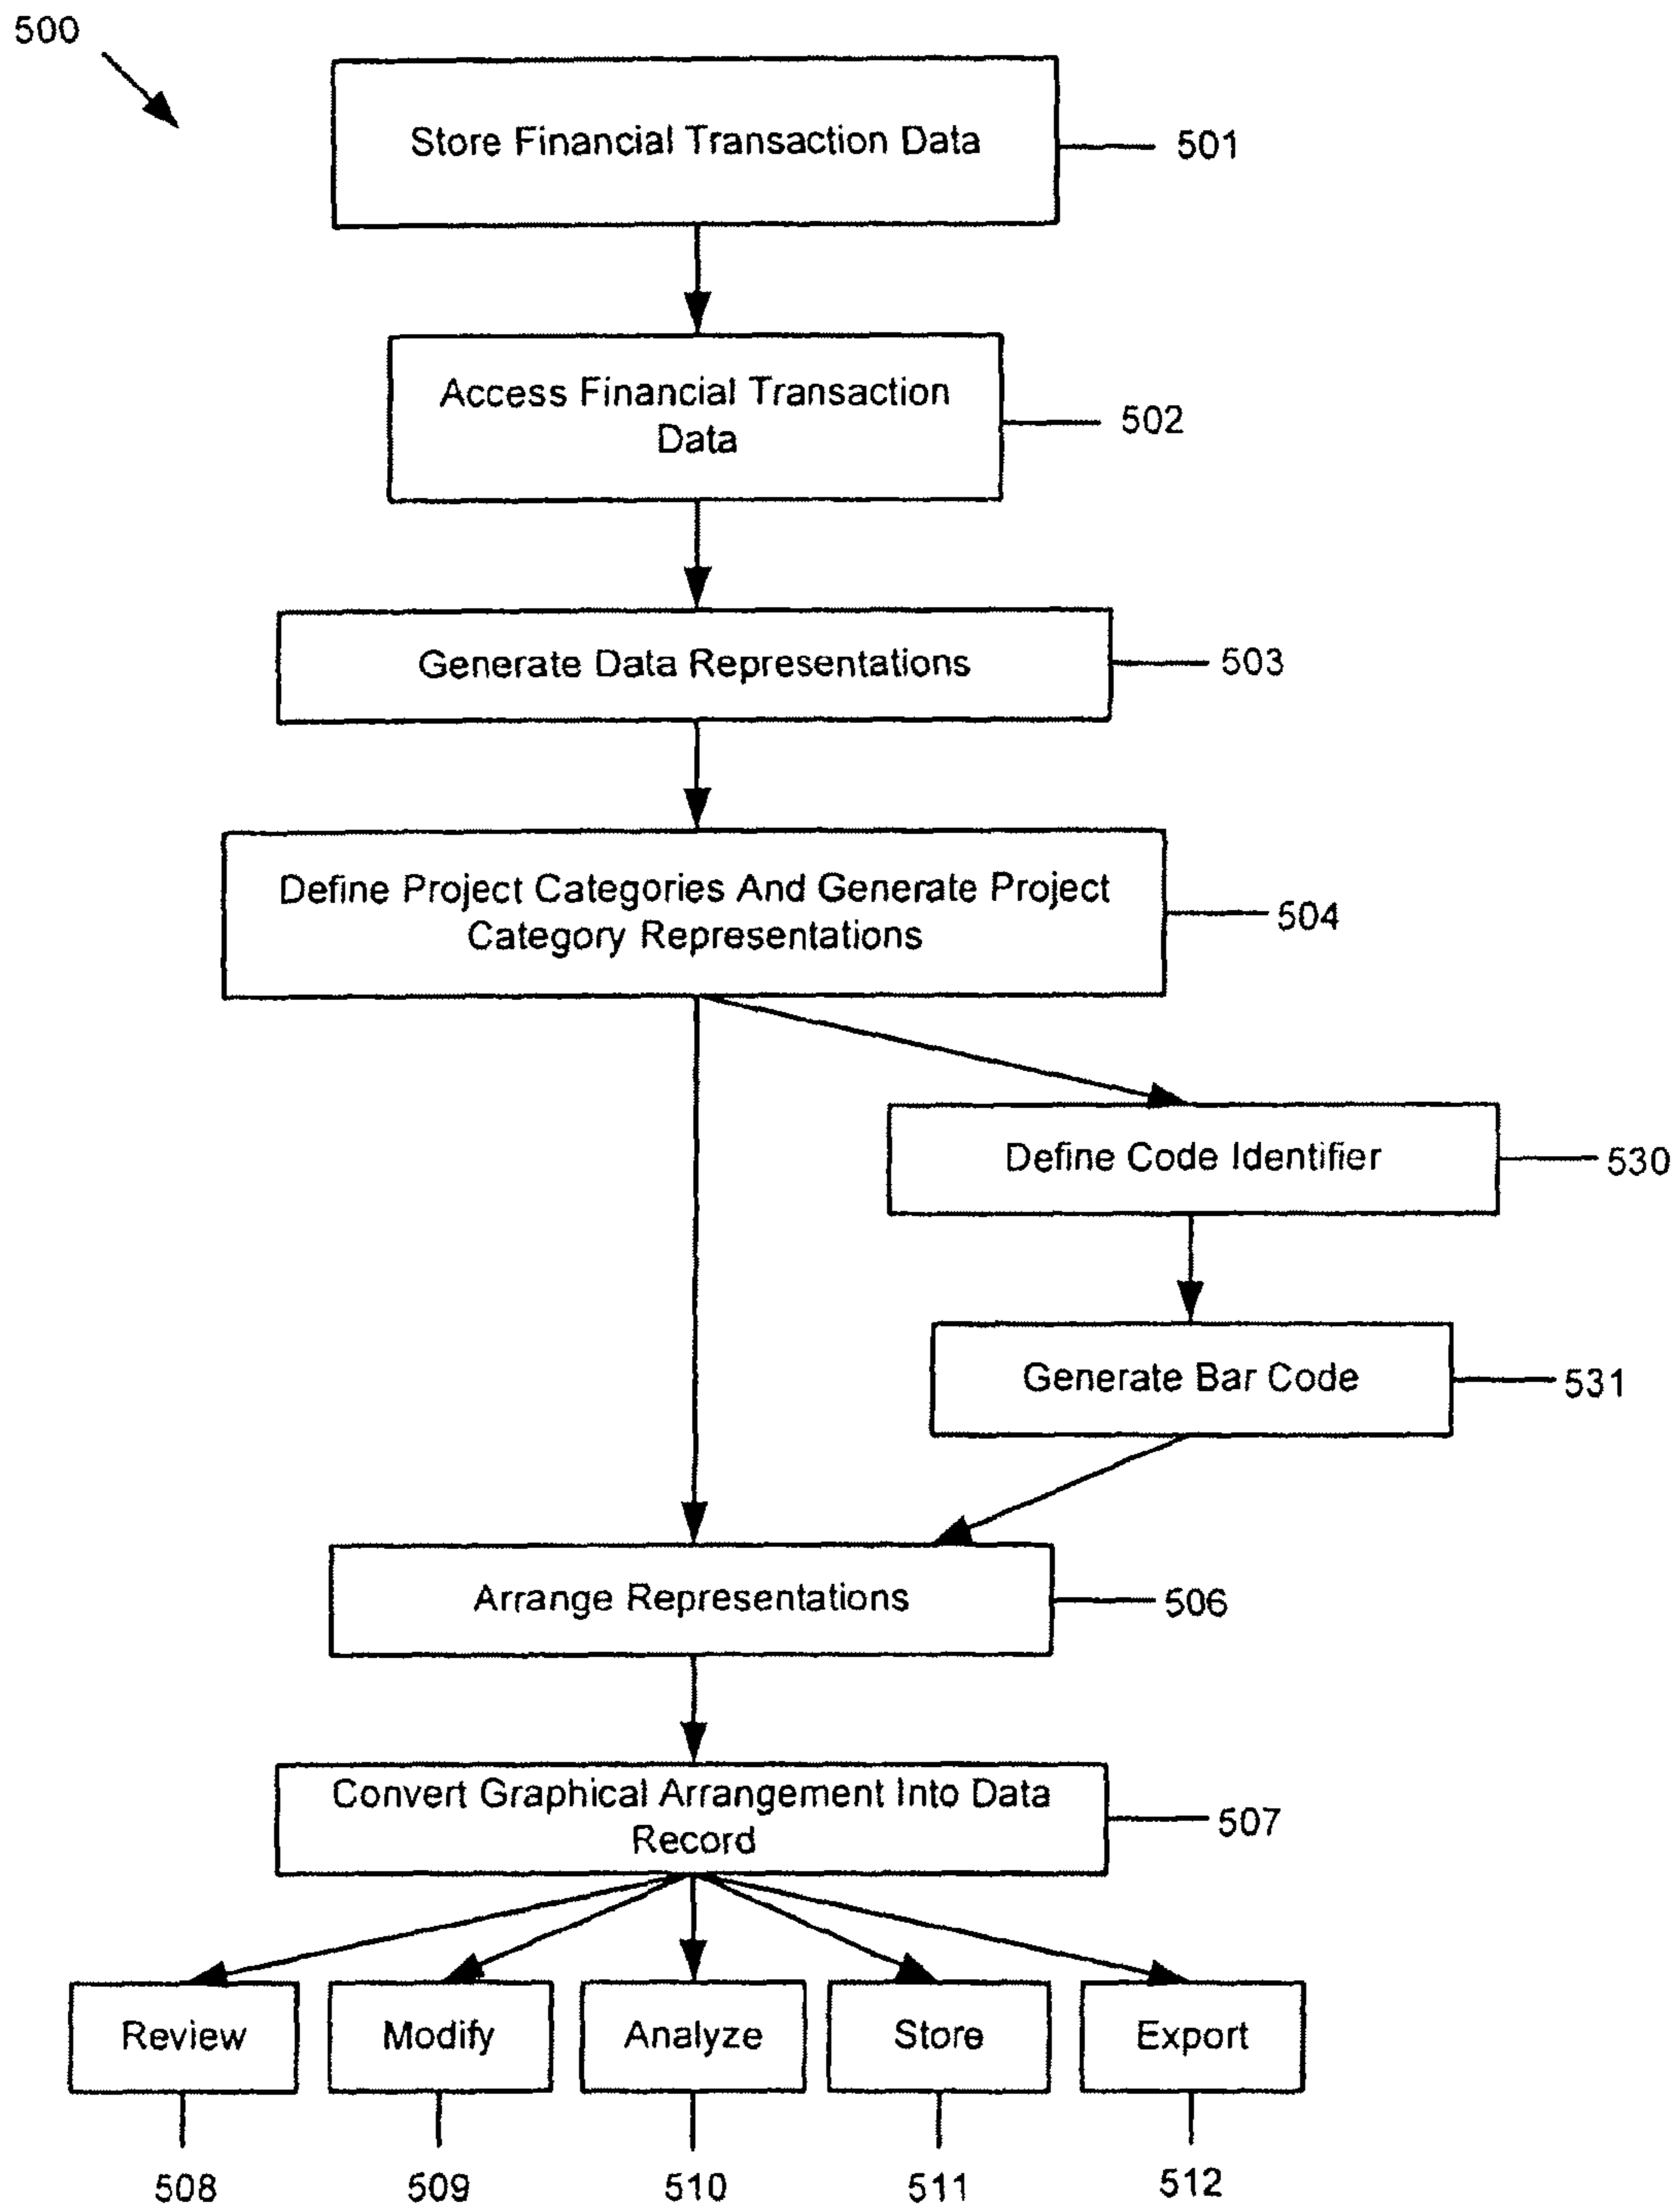 500
Store Financial Transaction Data
501
Access Financial Transaction
Data
502
Generate Data Representations
503
Define Project Categories And Generate Project
Category Representations
504
Define Code Identifier
530
Generate Bar Code
531
Arrange Representations
506
Convert Graphical Arrangement Into Data
Record
507
Review
Modify
Analyze
Store
Export
508
509
510
511
512